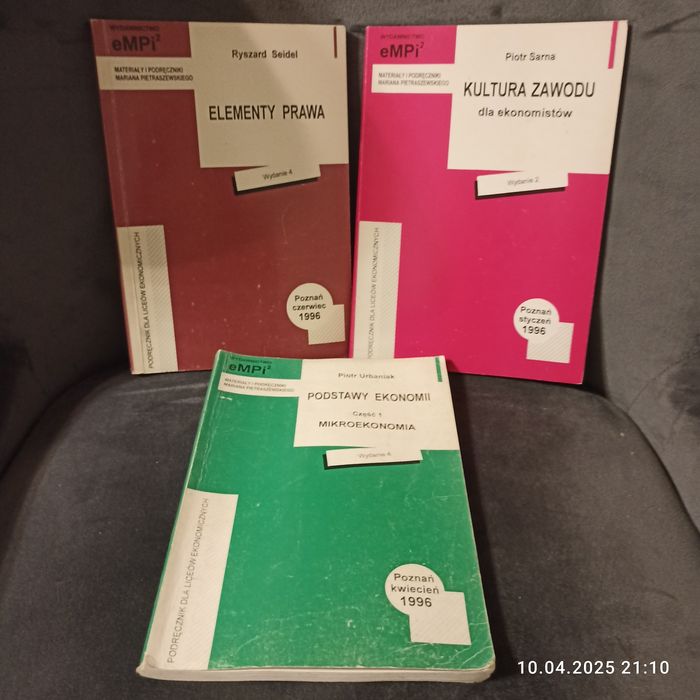 WYDAWNICTWO
eMPi²
MATERIAŁY I PODRĘCZNIKI
MARIANA PIETRASZEWSKIEGO
Ryszard Seidel
ELEMENTY PRAWA
Wydanie 4
PODRĘCZNIK DLA LICEÓW EKONOMICZNYCH
Poznań
czerwiec
1996
WYDAWNICTWO
eMPi²
MATERIAŁY I PODRĘCZNIKI
MARIANA PIETRASZEWSKIEGO
Piotr Sarna
KULTURA ZAWODU
dla ekonomistów
Wydanie 2
PODRĘCZNIK DLA LICEÓW EKONOMICZNYCH
Poznań
styczeń
1996
WYDAWNICTWO
eMPi²
MATERIAŁY I PODRĘCZNIKI
MARIANA PIETRASZEWSKIEGO
Piotr Urbaniak
PODSTAWY EKONOMII
Część 1
MIKROEKONOMIA
Wydanie 4
PODRĘCZNIK DLA LICEÓW EKONOMICZNYCH
Poznań
kwiecień
1996
10.04.2025 21:10